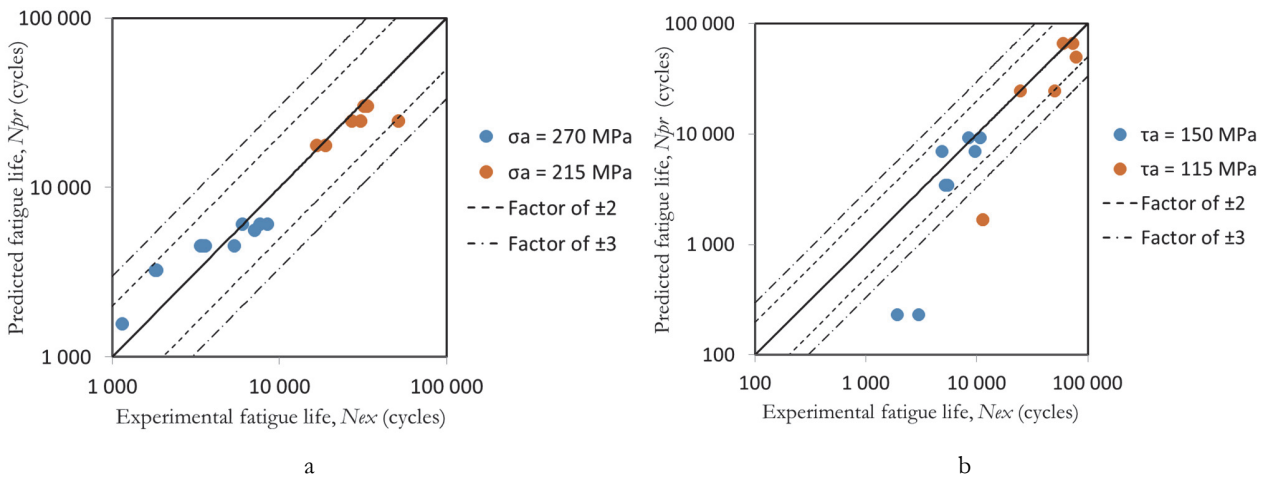 100 000
10 000
1 000
1 000
10 000
100 000
Predicted fatigue life, Npr (cycles)
Experimental fatigue life, Nex (cycles)
σa = 270 MPa
σa = 215 MPa
Factor of ±2
Factor of ±3
a
100 000
10 000
1 000
100
100
1 000
10 000
100 000
Predicted fatigue life, Npr (cycles)
Experimental fatigue life, Nex (cycles)
τa = 150 MPa
τa = 115 MPa
Factor of ±2
Factor of ±3
b